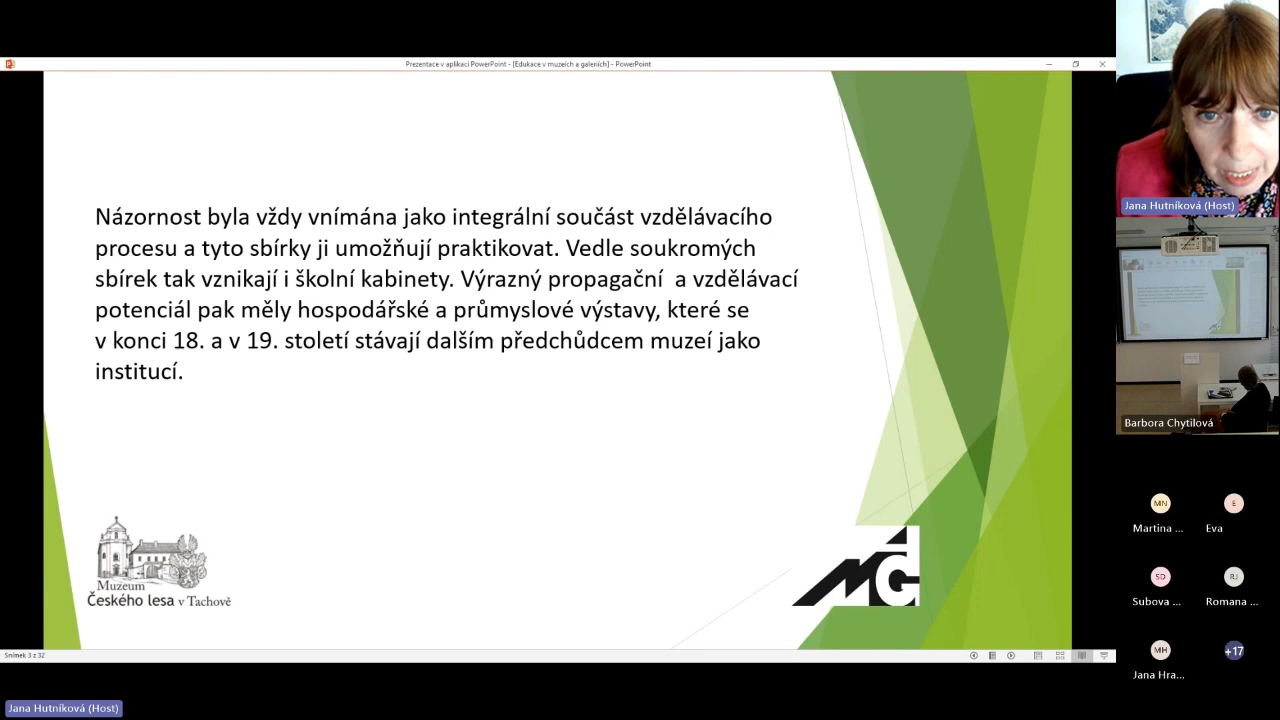 Prezentace v aplikaci PowerPoint - [Edukace v muzeích a galeriích] - PowerPoint
Názornost byla vždy vnímána jako integrální součást vzdělávacího
procesu a tyto sbírky ji umožňují praktikovat. Vedle soukromých
sbírek tak vznikají i školní kabinety. Výrazný propagační  a vzdělávací
potenciál pak měly hospodářské a průmyslové výstavy, které se
v konci 18. a v 19. století stávají dalším předchůdcem muzeí jako
institucí.
Muzeum
Českého lesa v Tachově
MG
Snímek 3 z 32
Jana Hutníková (Host)
Jana Hutníková (Host)
Barbora Chytilová
MN
Martina ...
E
Eva
SD
Subova ...
RJ
Romana ...
MH
Jana Hra...
+17